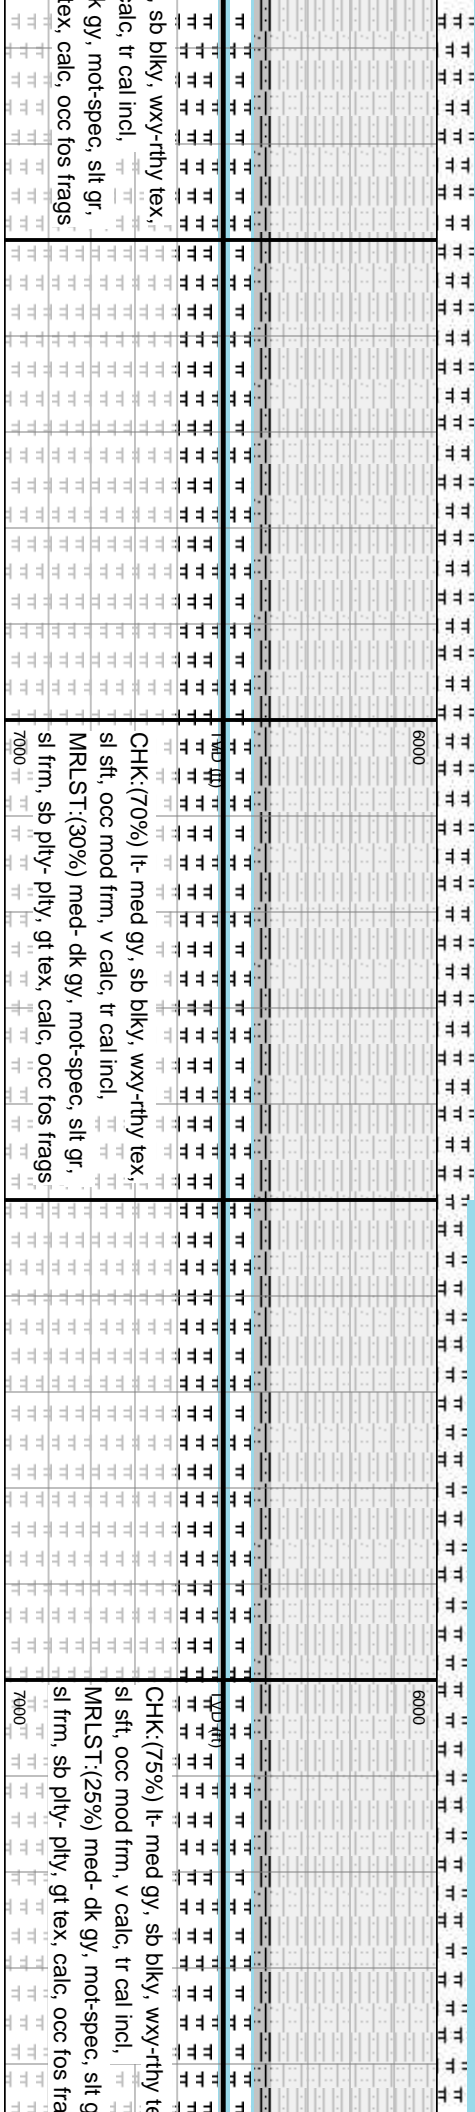 , sb blky, wxy-rthy tex,
calc, tr cal incl,
k gy, mot-spec, slt gr,
tex, calc, occ fos frags
6000
TVD (ft)
7000
CHK:(70%) lt- med gy, sb blky, wxy-rthy tex,
sl sft, occ mod frm, v calc, tr cal incl,
MRLST:(30%) med- dk gy, mot-spec, slt gr,
sl frm, sb plty- plty, gt tex, calc, occ fos frags
6000
TVD (ft)
7000
CHK:(75%) lt- med gy, sb blky, wxy-rthy te
sl sft, occ mod frm, v calc, tr cal incl,
MRLST:(25%) med- dk gy, mot-spec, slt g
sl frm, sb plty- plty, gt tex, calc, occ fos fra